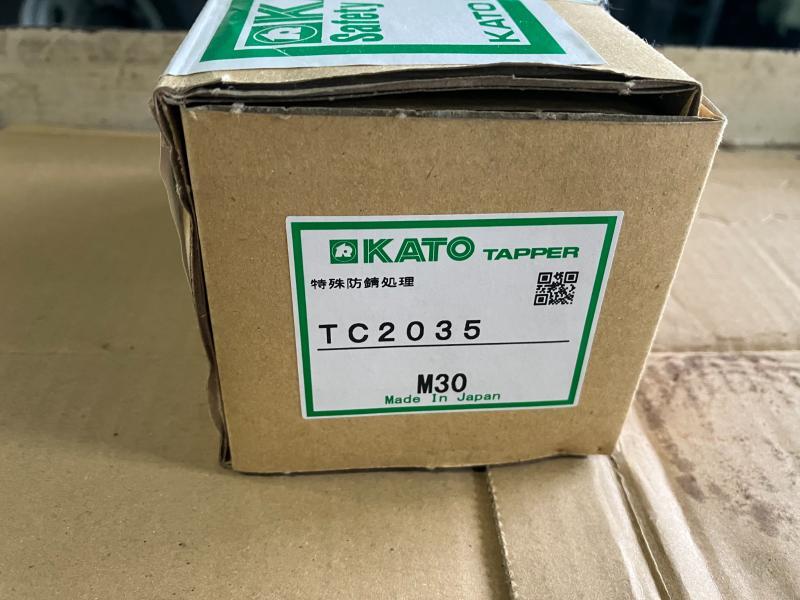 K
Safety
KATO
KATO TAPPER
特殊防錆処理
TC2035
M30
Made In Japan